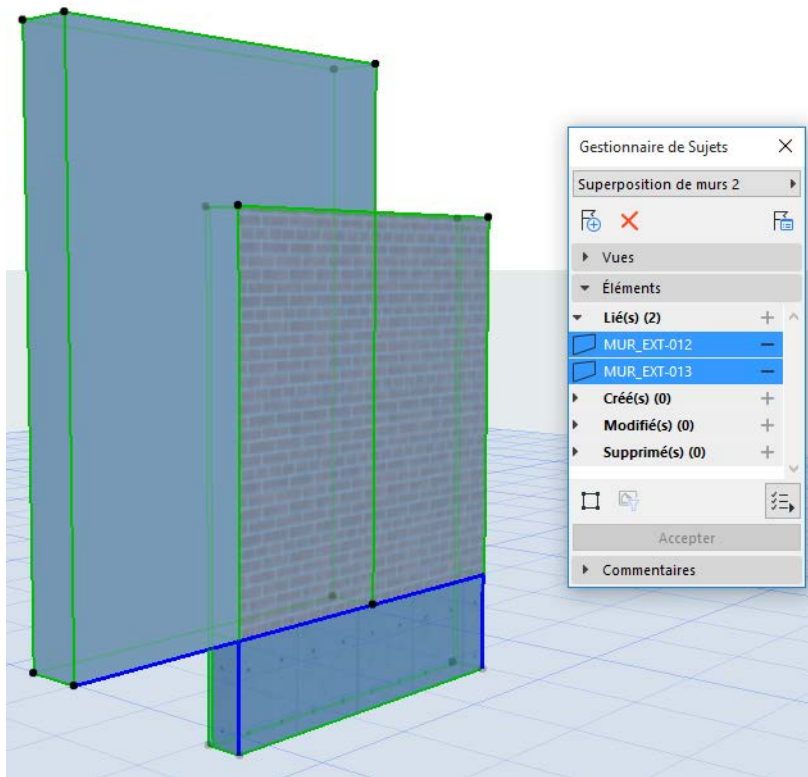 Gestionnaire de Sujets
Superposition de murs 2
Vues
Éléments
Lié(s) (2)
MUR_EXT-012
MUR_EXT-013
Créé(s) (0)
Modifié(s) (0)
Supprimé(s) (0)
Accepter
Commentaires